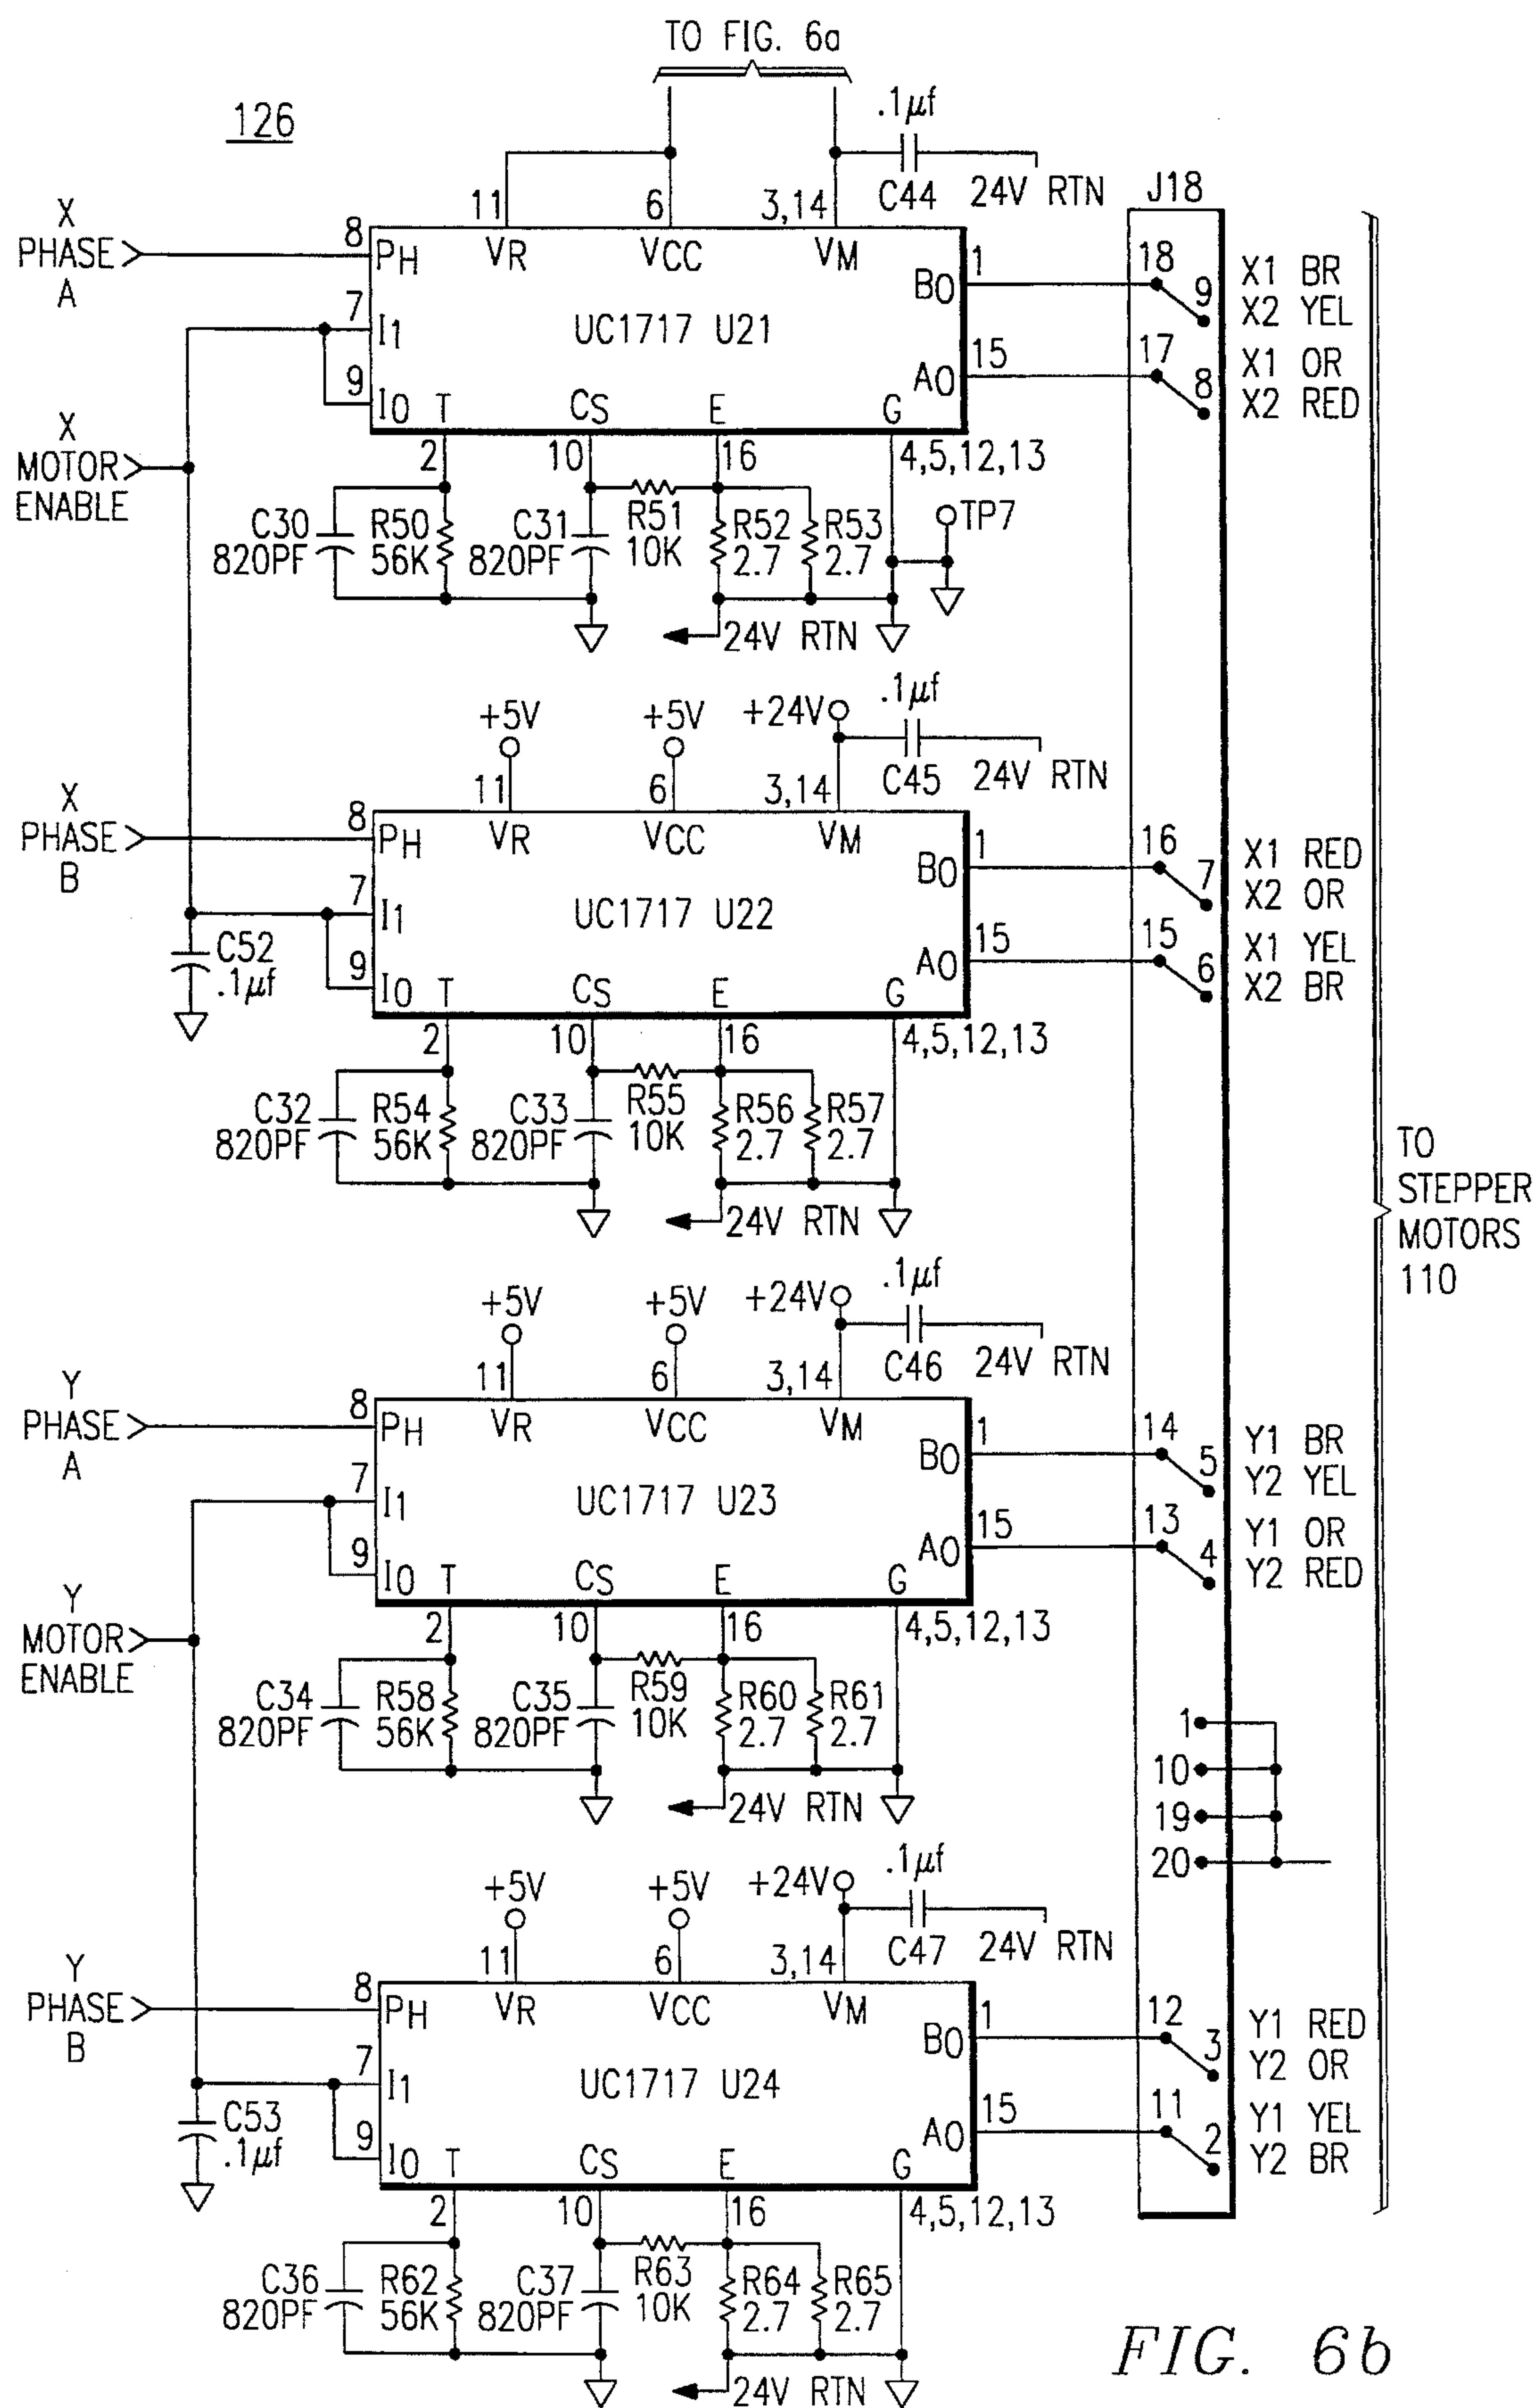 TO FIG. 6a
126
.1μf
C44
24V RTN
J18
X
PHASE
A
8
11
6
3,14
PH
VR
VCC
VM
BO
1
18
9
X1 BR
X2 YEL
7
I1
UC1717 U21
AO
15
17
8
X1 OR
X2 RED
9
IO
T
CS
E
G
X
MOTOR
ENABLE
2
10
16
4,5,12,13
C30
820PF
R50
56K
C31
820PF
R51
10K
R52
2.7
R53
2.7
TP7
24V RTN
+5V
+5V
+24V
.1μf
C45
24V RTN
X
PHASE
B
8
11
6
3,14
PH
VR
VCC
VM
BO
1
16
7
X1 RED
X2 OR
7
I1
UC1717 U22
AO
15
15
6
X1 YEL
X2 BR
C52
.1μf
9
IO
T
CS
E
G
2
10
16
4,5,12,13
C32
820PF
R54
56K
C33
820PF
R55
10K
R56
2.7
R57
2.7
24V RTN
TO
STEPPER
MOTORS
110
+5V
+5V
+24V
.1μf
C46
24V RTN
Y
PHASE
A
8
11
6
3,14
PH
VR
VCC
VM
BO
1
14
5
Y1 BR
Y2 YEL
7
I1
UC1717 U23
AO
15
13
4
Y1 OR
Y2 RED
9
IO
T
CS
E
G
Y
MOTOR
ENABLE
2
10
16
4,5,12,13
C34
820PF
R58
56K
C35
820PF
R59
10K
R60
2.7
R61
2.7
24V RTN
1
10
19
20
+5V
+5V
+24V
.1μf
C47
24V RTN
Y
PHASE
B
8
11
6
3,14
PH
VR
VCC
VM
BO
1
12
3
Y1 RED
Y2 OR
7
I1
UC1717 U24
AO
15
11
2
Y1 YEL
Y2 BR
C53
.1μf
9
IO
T
CS
E
G
2
10
16
4,5,12,13
C36
820PF
R62
56K
C37
820PF
R63
10K
R64
2.7
R65
2.7
24V RTN
FIG. 6b